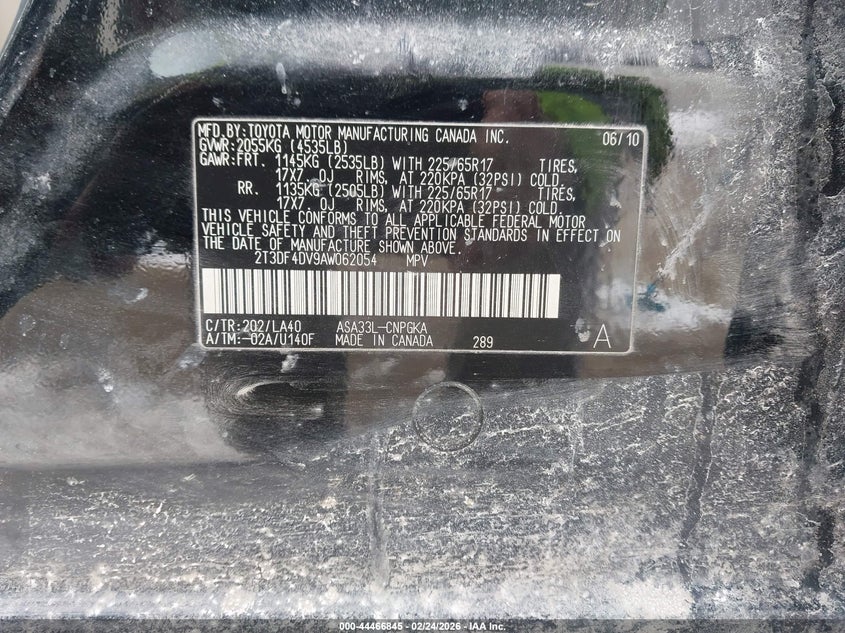 MFD.BY:TOYOTA MOTOR MANUFACTURING CANADA INC. 06/10
GVWR:2055KG (4535LB)
GAWR:FRT. 1145KG (2535LB) WITH 225/65R17 TIRES,
17X7.0J RIMS, AT 220KPA (32PSI) COLD
RR. 1135KG (2505LB) WITH 225/65R17 TIRES,
17X7.0J RIMS, AT 220KPA (32PSI) COLD.
THIS VEHICLE CONFORMS TO ALL APPLICABLE FEDERAL MOTOR
VEHICLE SAFETY AND THEFT PREVENTION STANDARDS IN EFFECT ON
THE DATE OF MANUFACTURE SHOWN ABOVE.
2T3DF4DV9AW062054 MPV
C/TR:202/LA40 ASA33L-CNPGKA
A/TM:-02A/U140F MADE IN CANADA 289 A
000-44466845 - 02/24/2026 - IAA Inc.